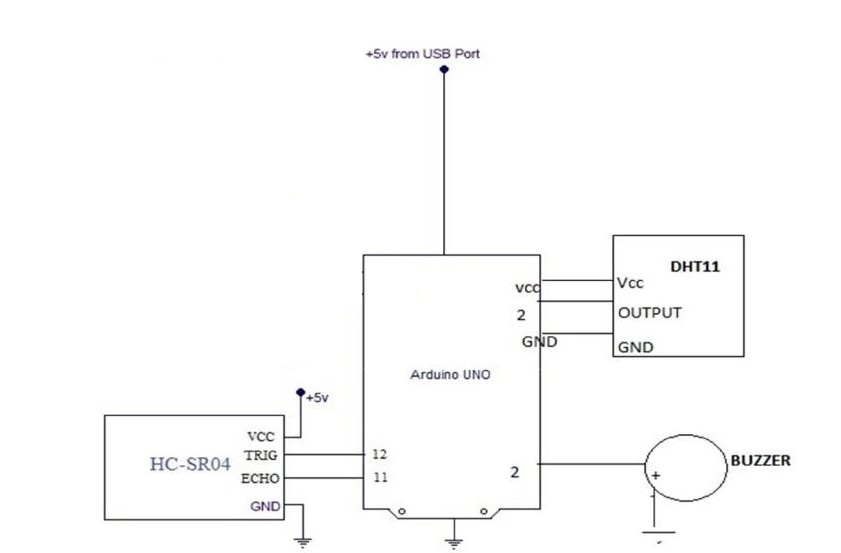 +5v from USB Port
DHT11
vcc
Vcc
2
OUTPUT
GND
GND
Arduino UNO
+5v
VCC
HC-SR04
TRIG
12
ECHO
11
GND
2
BUZZER
+
-